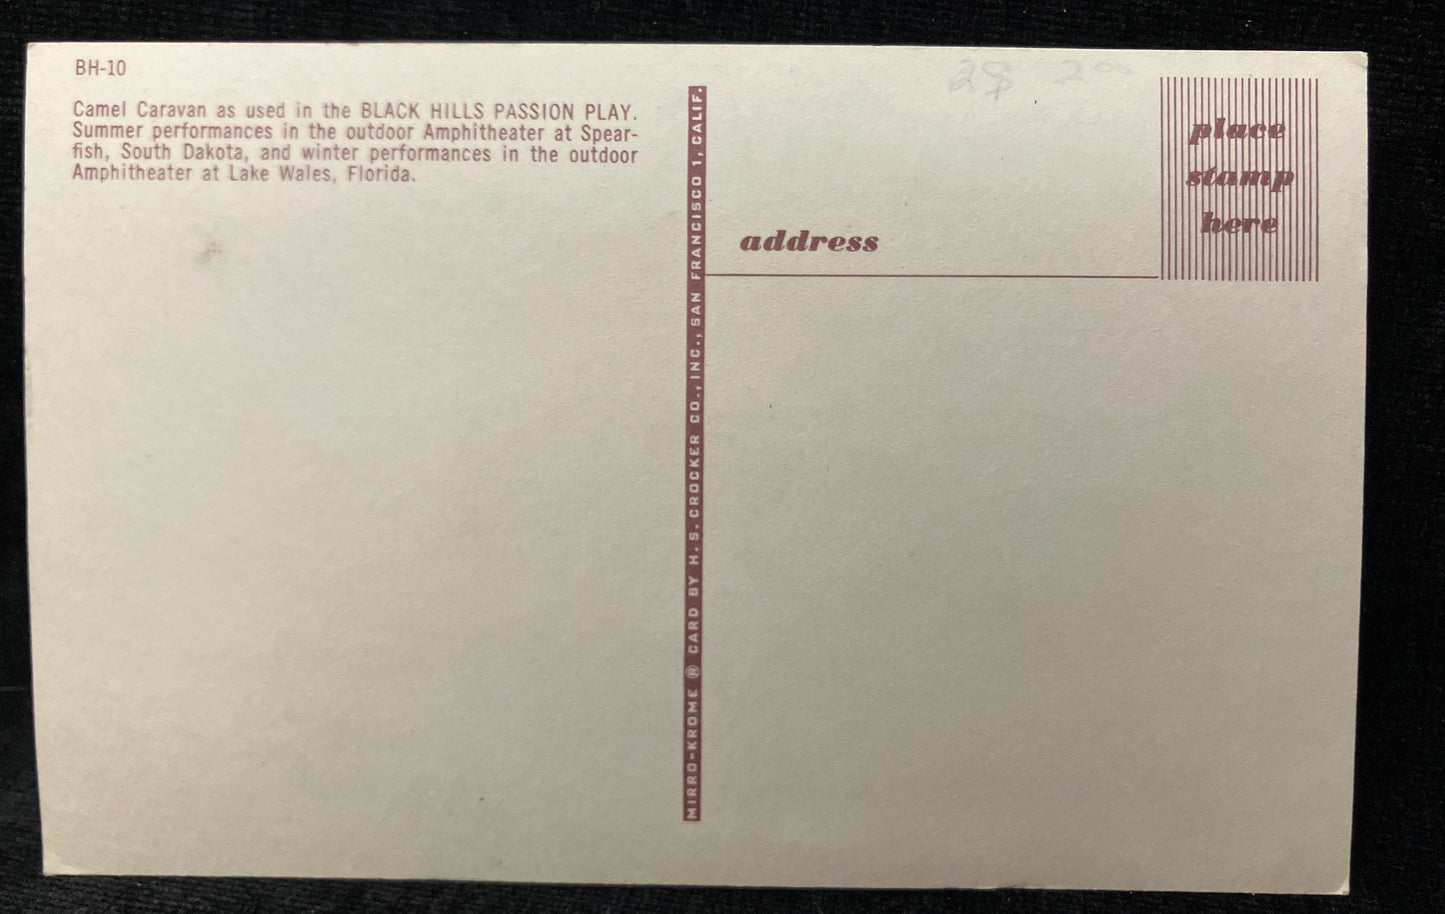 BH-10
Camel Caravan as used in the BLACK HILLS PASSION PLAY.
Summer performances in the outdoor Amphitheater at Spear-
fish, South Dakota, and winter performances in the outdoor
Amphitheater at Lake Wales, Florida.
MIRRO-KROME ® CARD BY H. S. CROCKER CO., INC., SAN FRANCISCO 1, CALIF.
address
place
stamp
here